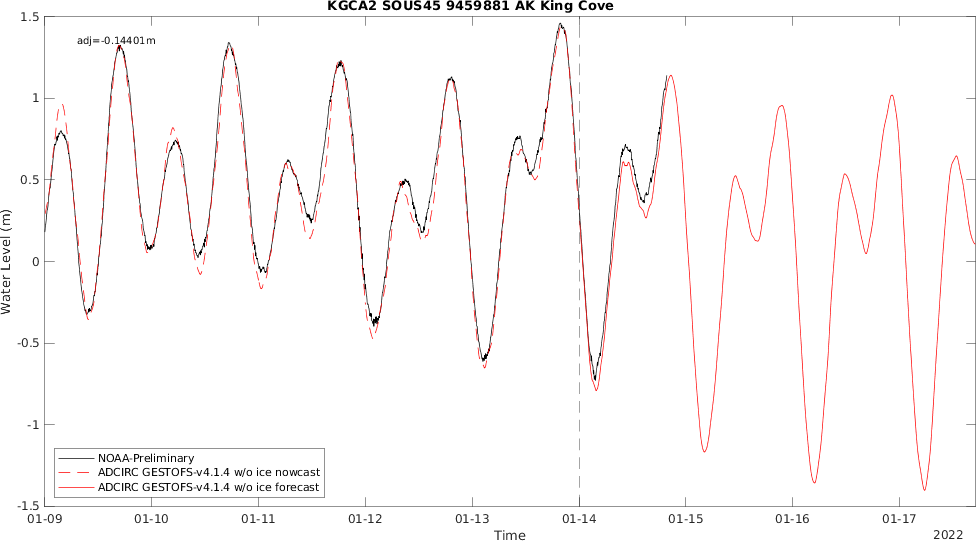 KGCA2 SOUS45 9459881 AK King Cove
adj=-0.14401m
1.5
1
0.5
0
-0.5
-1
-1.5
Water Level (m)
NOAA-Preliminary
ADCIRC GESTOFS-v4.1.4 w/o ice nowcast
ADCIRC GESTOFS-v4.1.4 w/o ice forecast
01-09 01-10 01-11 01-12 01-13 01-14 01-15 01-16 01-17
Time
2022